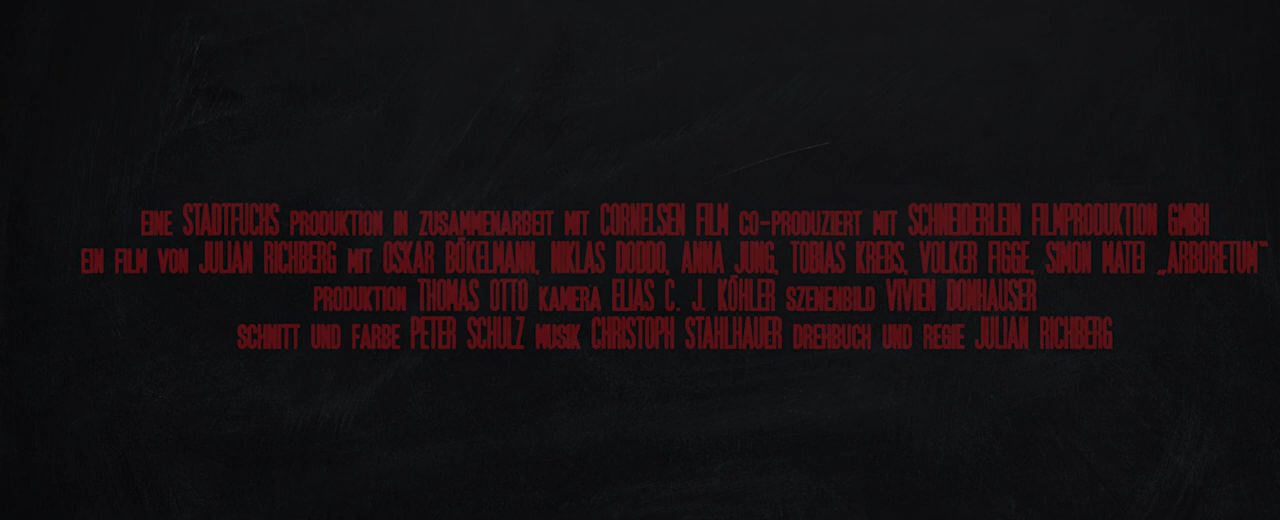 EINE STADTFUCHS PRODUKTION IN ZUSAMMENARBEIT MIT CORNELSEN FILM CO-PRODUZIERT MIT SCHNEIDERLEIN FILMPRODUKTION GMBH
EIN FILM VON JULIAN RICHBERG MIT OSKAR BÖKELMANN, NIKLAS DODDO, ANNA JUNG, TOBIAS KREBS, VOLKER FIGGE, SIMON MATEI „ARBORETUM"
PRODUKTION THOMAS OTTO KAMERA ELIAS C. J. KÖHLER SZENENBILD VIVIEN DONHAUSER
SCHNITT UND FARBE PETER SCHULZ MUSIK CHRISTOPH STAHLHAUER DREHBUCH UND REGIE JULIAN RICHBERG